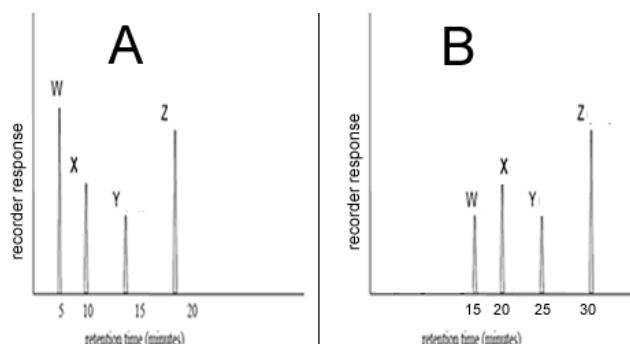 A
W
X
Y
Z
recorder response
5 10 15 20
retention time (minutes)
B
W
X
Y
Z
recorder response
15 20 25 30
retention time (minutes)